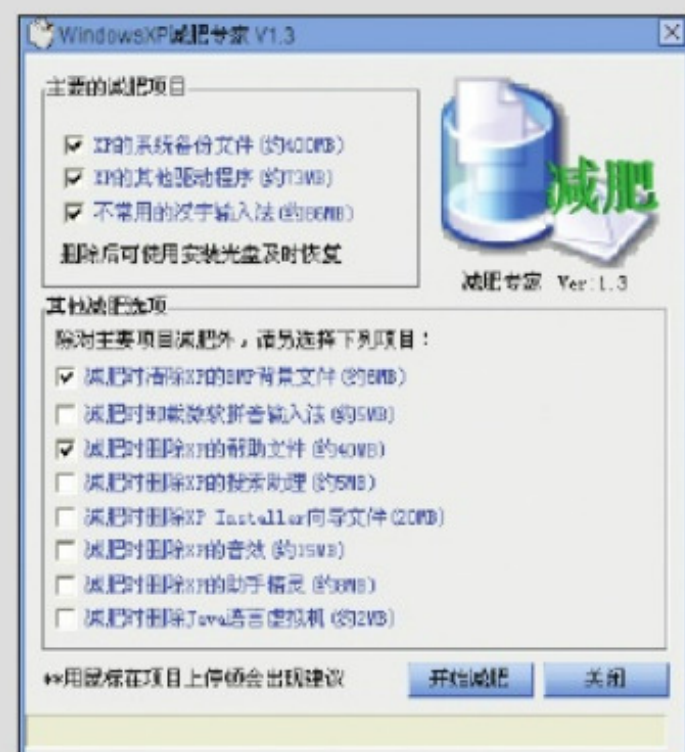 WindowsXP减肥专家 V1.3
主要的减肥项目
XP的系统备份文件(约400MB)
XP的其他驱动程序(约73MB)
不常用的汉字输入法(约86MB)
删除后可使用安装光盘及时恢复
减肥
减肥专家 Ver:1.3
其他减肥选项
除对主要项目减肥外，请另选择下列项目：
减肥时清除XP的BMP背景文件(约6MB)
减肥时卸载微软拼音输入法(约5MB)
减肥时删除XP的帮助文件(约40MB)
减肥时删除XP的搜索助理(约5MB)
减肥时删除XP Installer向导文件(20MB)
减肥时删除XP的音效(约15MB)
减肥时删除XP的助手精灵(约8MB)
减肥时删除Java语言虚拟机(约2MB)
**用鼠标在项目上停顿会出现建议
开始减肥
关闭